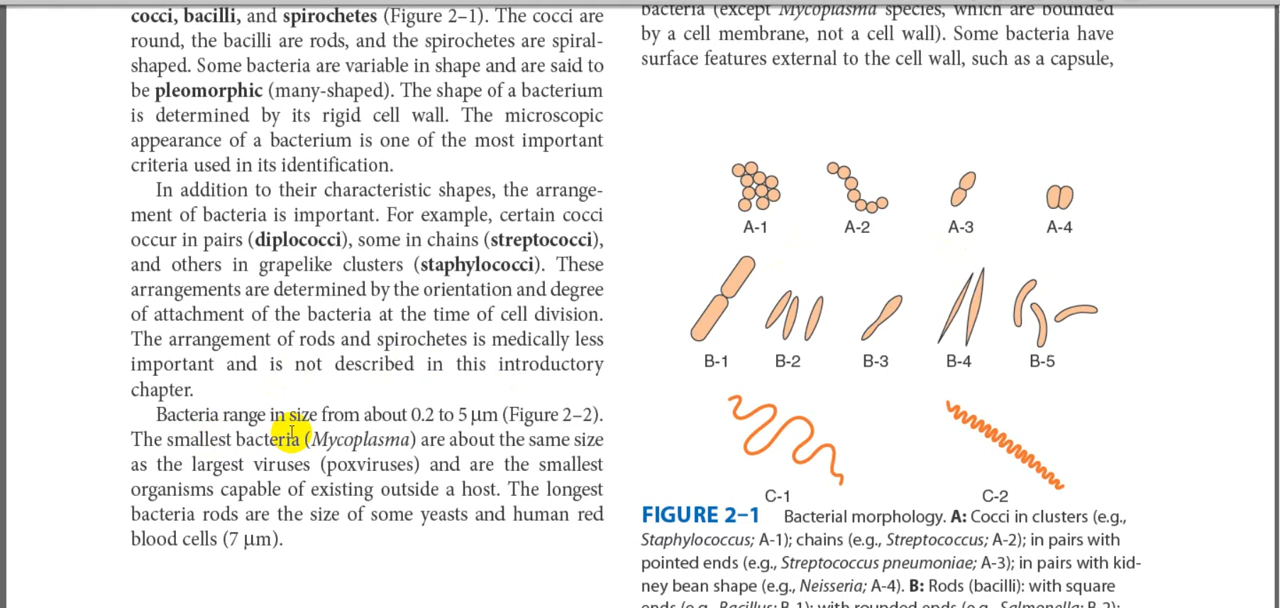 cocci, bacilli, and spirochetes (Figure 2–1). The cocci are
round, the bacilli are rods, and the spirochetes are spiral-
shaped. Some bacteria are variable in shape and are said to
be pleomorphic (many-shaped). The shape of a bacterium
is determined by its rigid cell wall. The microscopic
appearance of a bacterium is one of the most important
criteria used in its identification.
In addition to their characteristic shapes, the arrange-
ment of bacteria is important. For example, certain cocci
occur in pairs (diplococci), some in chains (streptococci),
and others in grapelike clusters (staphylococci). These
arrangements are determined by the orientation and degree
of attachment of the bacteria at the time of cell division.
The arrangement of rods and spirochetes is medically less
important and is not described in this introductory
chapter.
Bacteria range in size from about 0.2 to 5 μm (Figure 2–2).
The smallest bacteria (Mycoplasma) are about the same size
as the largest viruses (poxviruses) and are the smallest
organisms capable of existing outside a host. The longest
bacteria rods are the size of some yeasts and human red
blood cells (7 μm).
bacteria (except Mycoplasma species, which are bounded
by a cell membrane, not a cell wall). Some bacteria have
surface features external to the cell wall, such as a capsule,
A-1 A-2 A-3 A-4
B-1 B-2 B-3 B-4 B-5
C-1 C-2
FIGURE 2–1 Bacterial morphology. A: Cocci in clusters (e.g.,
Staphylococcus; A-1); chains (e.g., Streptococcus; A-2); in pairs with
pointed ends (e.g., Streptococcus pneumoniae; A-3); in pairs with kid-
ney bean shape (e.g., Neisseria; A-4). B: Rods (bacilli): with square
ends (e.g., Bacillus; B-1); with rounded ends (e.g., Salmonella; B-2);